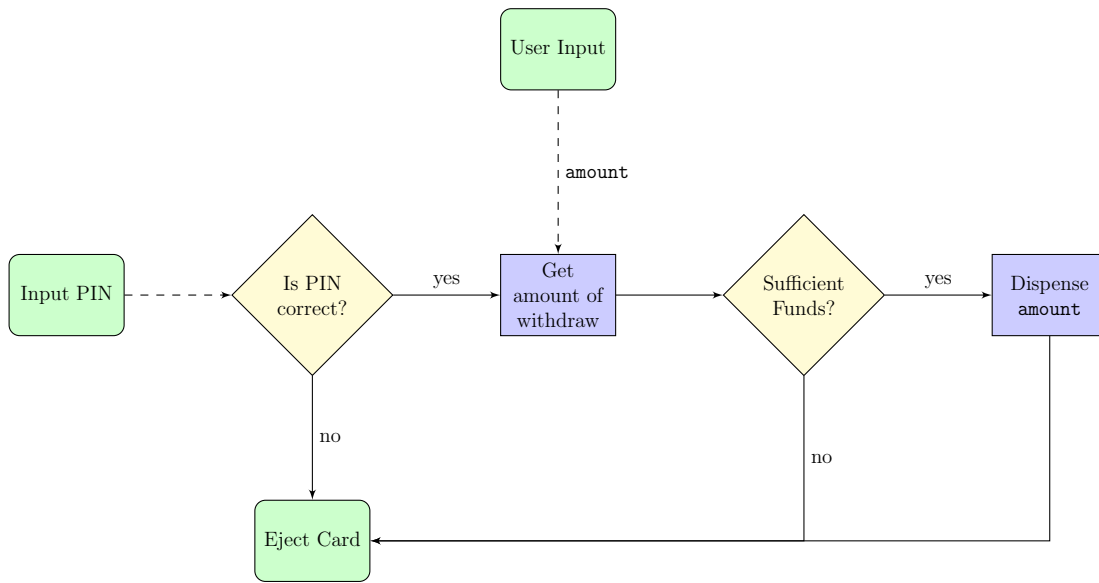 User Input
amount
Input PIN
Is PIN
correct?
yes
Get
amount of
withdraw
Sufficient
Funds?
yes
Dispense
amount
no
no
Eject Card